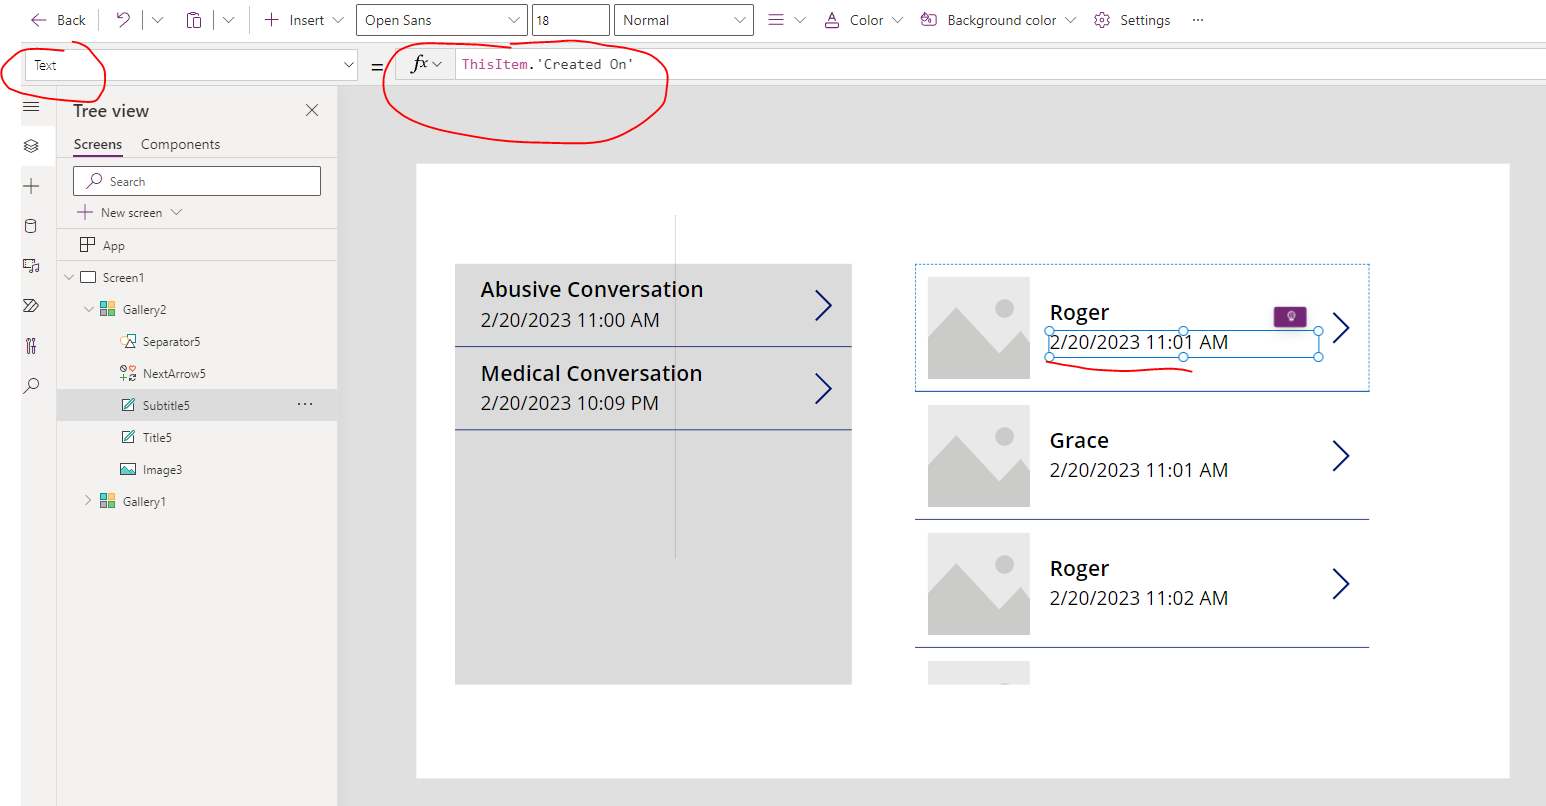 Back
Insert
Open Sans
18
Normal
Color
Background color
Settings
...
Text
=
fx
ThisItem.'Created On'
Tree view
Screens
Components
Search
New screen
App
Screen1
Gallery2
Separator5
NextArrow5
Subtitle5
...
Title5
Image3
Gallery1
Abusive Conversation
2/20/2023 11:00 AM
Medical Conversation
2/20/2023 10:09 PM
Roger
2/20/2023 11:01 AM
Grace
2/20/2023 11:01 AM
Roger
2/20/2023 11:02 AM